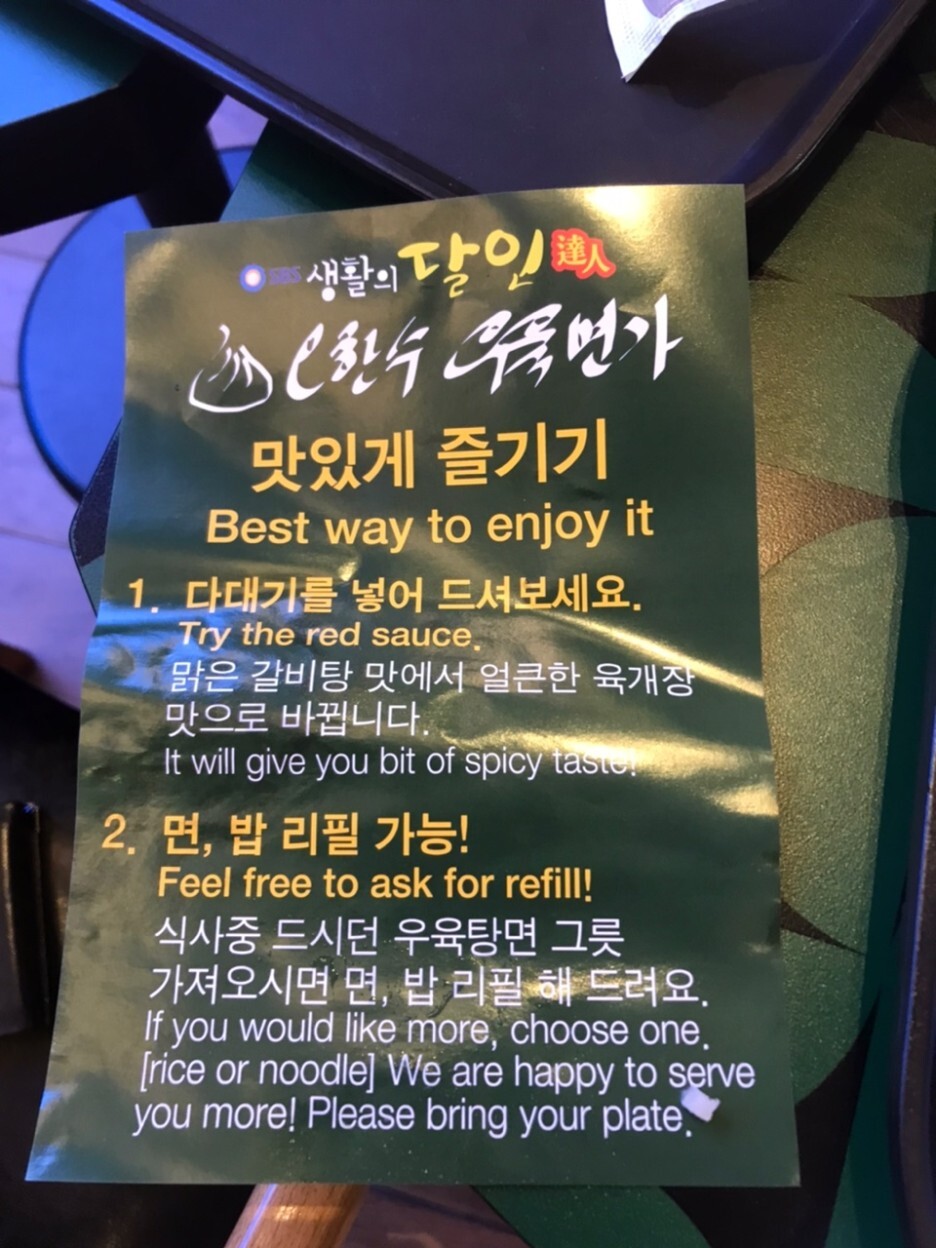 SBS 생활의 달인 達人
오한수 우육면가
맛있게 즐기기
Best way to enjoy it
1. 다대기를 넣어 드셔보세요.
Try the red sauce.
맑은 갈비탕 맛에서 얼큰한 육개장
맛으로 바뀝니다.
It will give you bit of spicy taste!
2. 면, 밥 리필 가능!
Feel free to ask for refill!
식사중 드시던 우육탕면 그릇
가져오시면 면, 밥 리필 해 드려요.
If you would like more, choose one.
[rice or noodle] We are happy to serve
you more! Please bring your plate.